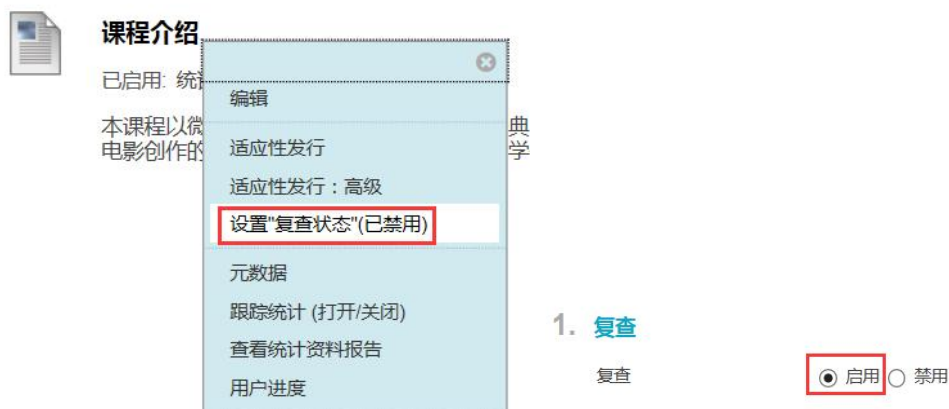 课程介绍
已启用: 统
编辑
本课程以微
典
电影创作的
学
适应性发行
适应性发行：高级
设置"复查状态"(已禁用)
元数据
跟踪统计 (打开/关闭)
查看统计资料报告
用户进度
1. 复查
复查
启用
禁用